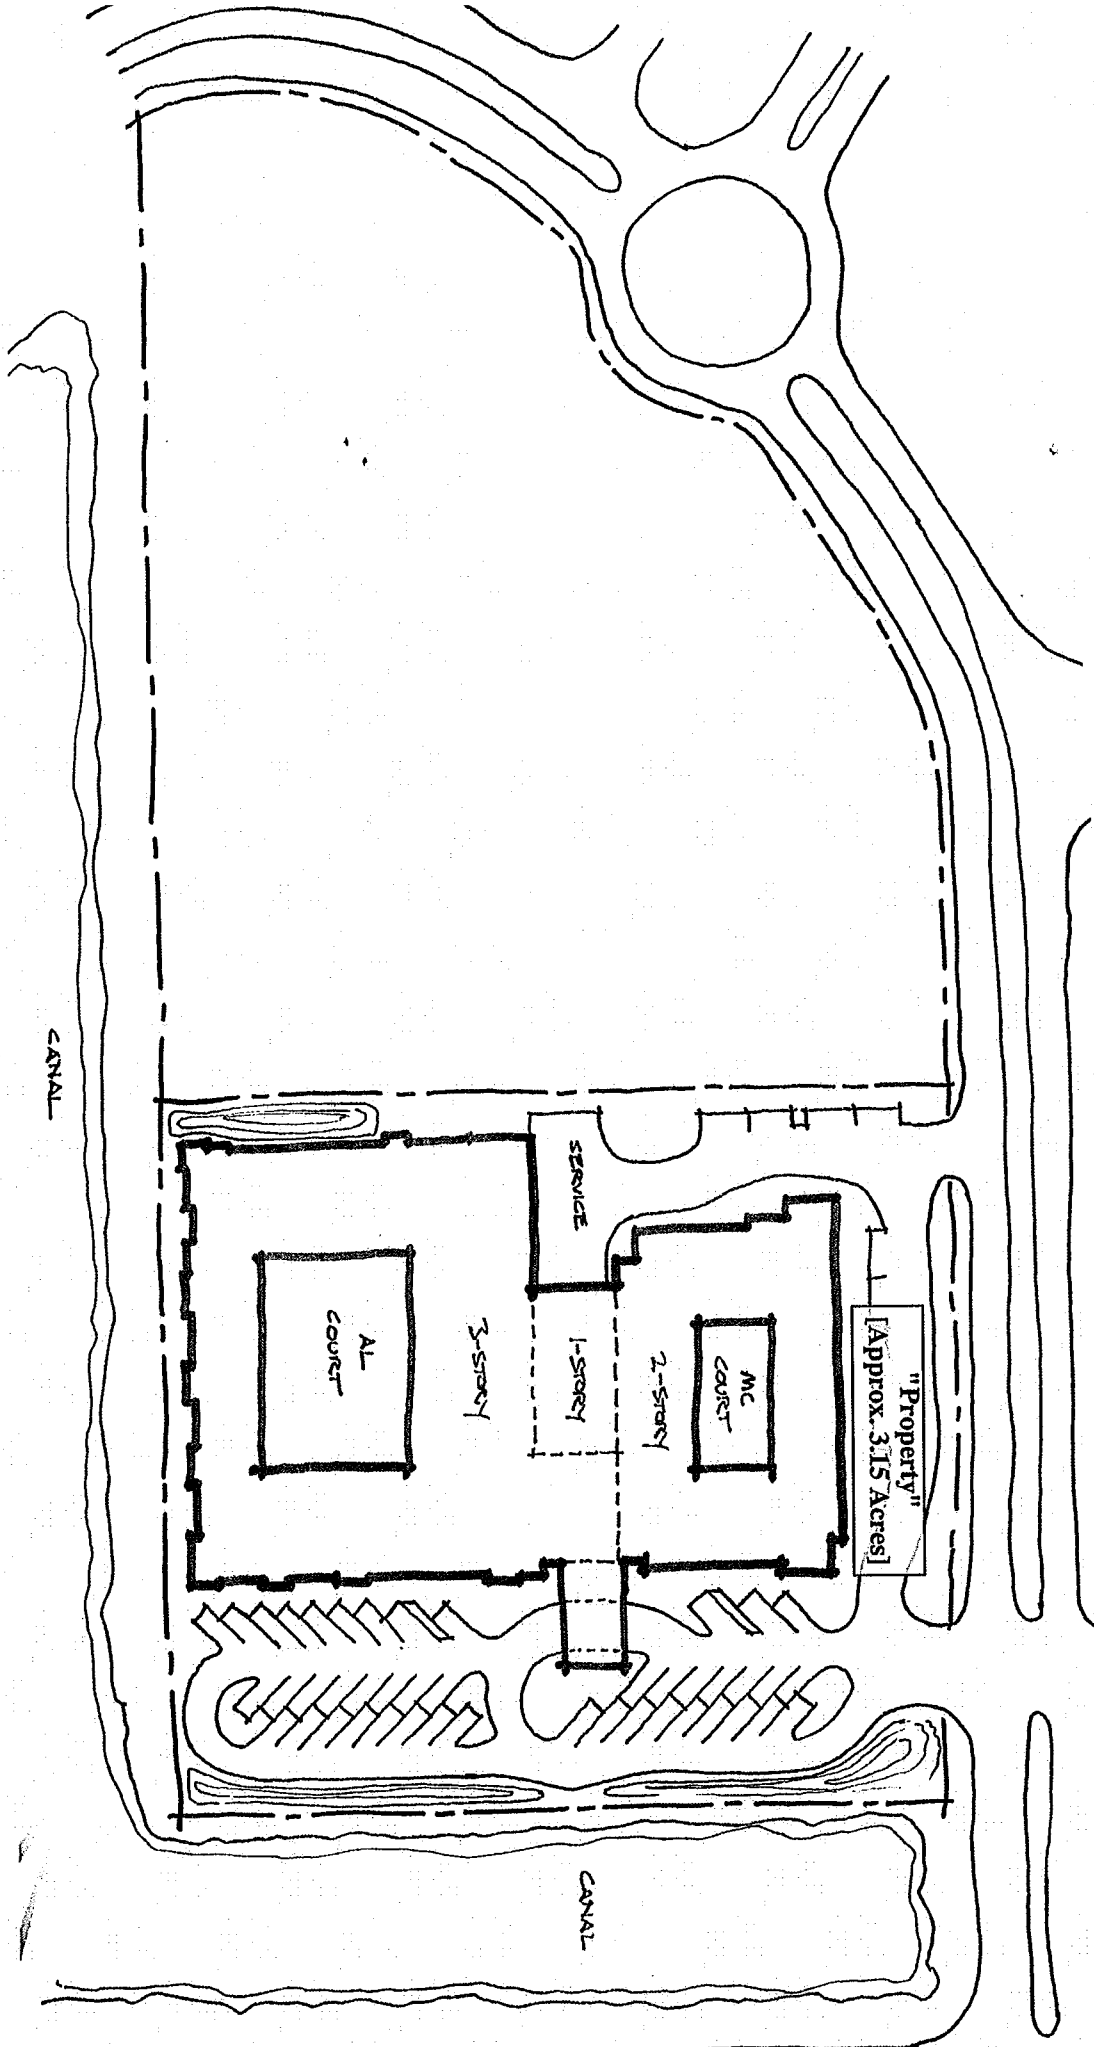 CANAL
SERVICE
AL
COURT
3-STORY
1-STORY
2-STORY
MC
COURT
"Property"
[Approx. 3.15 Acres]
CANAL